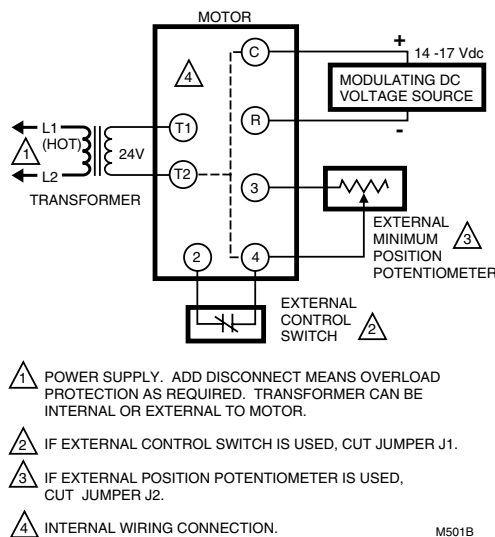 MOTOR
C
+
14 -17 Vdc
4
MODULATING DC
VOLTAGE SOURCE
L1
(HOT)
T1
R
-
1
24V
L2
T2
TRANSFORMER
3
EXTERNAL
MINIMUM
POSITION
POTENTIOMETER
3
2
4
EXTERNAL
CONTROL
SWITCH
2
1 POWER SUPPLY. ADD DISCONNECT MEANS OVERLOAD
PROTECTION AS REQUIRED. TRANSFORMER CAN BE
INTERNAL OR EXTERNAL TO MOTOR.
2 IF EXTERNAL CONTROL SWITCH IS USED, CUT JUMPER J1.
3 IF EXTERNAL POSITION POTENTIOMETER IS USED,
CUT JUMPER J2.
4 INTERNAL WIRING CONNECTION.
M501B